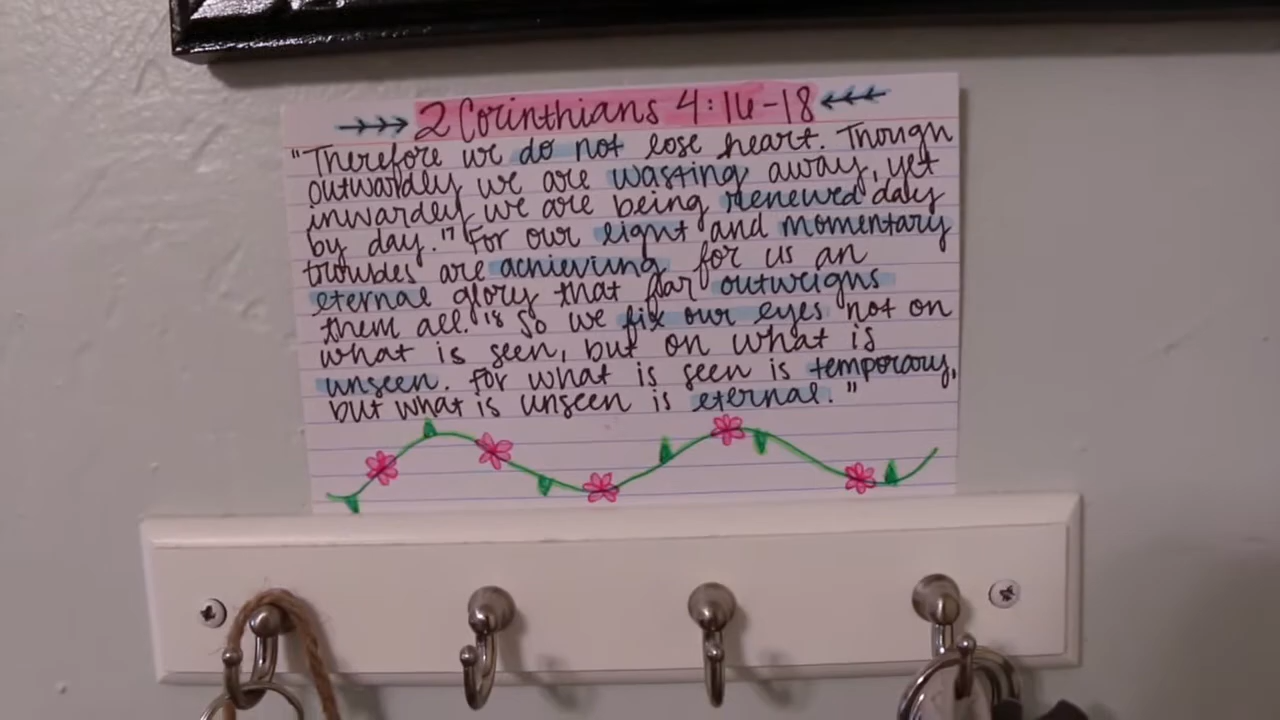 2 Corinthians 4:16-18
"Therefore we do not lose heart. Though
outwardly we are wasting away, yet
inwardly we are being renewed day
by day. 17 For our light and momentary
troubles are achieving for us an
eternal glory that far outweighs
them all. 18 So we fix our eyes not on
what is seen, but on what is
unseen. For what is seen is temporary,
but what is unseen is eternal."